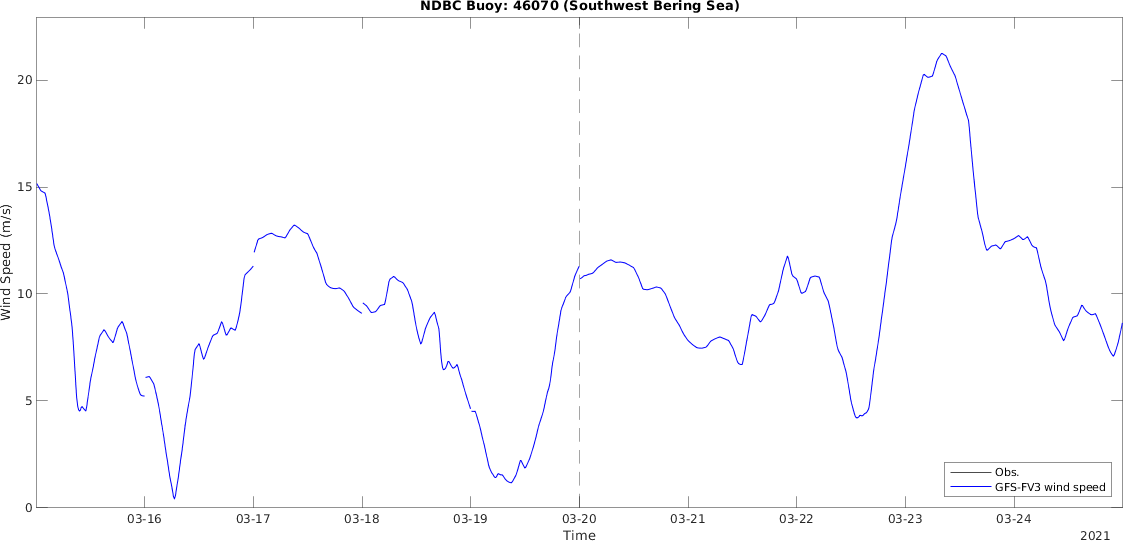 NDBC Buoy: 46070 (Southwest Bering Sea)
Wind Speed (m/s)
20
15
10
5
0
03-16 03-17 03-18 03-19 03-20 03-21 03-22 03-23 03-24
Time
2021
Obs.
GFS-FV3 wind speed